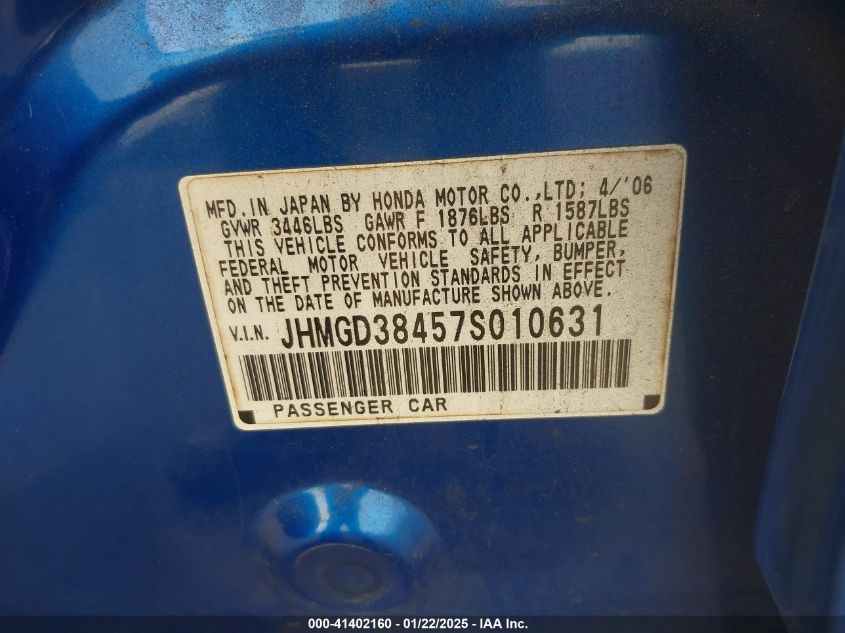 MFD. IN JAPAN BY HONDA MOTOR CO.,LTD; 4/'06
GVWR 3446LBS GAWR F 1876LBS R 1587LBS
THIS VEHICLE CONFORMS TO ALL APPLICABLE
FEDERAL MOTOR VEHICLE SAFETY, BUMPER,
AND THEFT PREVENTION STANDARDS IN EFFECT
ON THE DATE OF MANUFACTURE SHOWN ABOVE.
V.I.N. JHMGD38457S010631
PASSENGER CAR
000-41402160 - 01/22/2025 - IAA Inc.